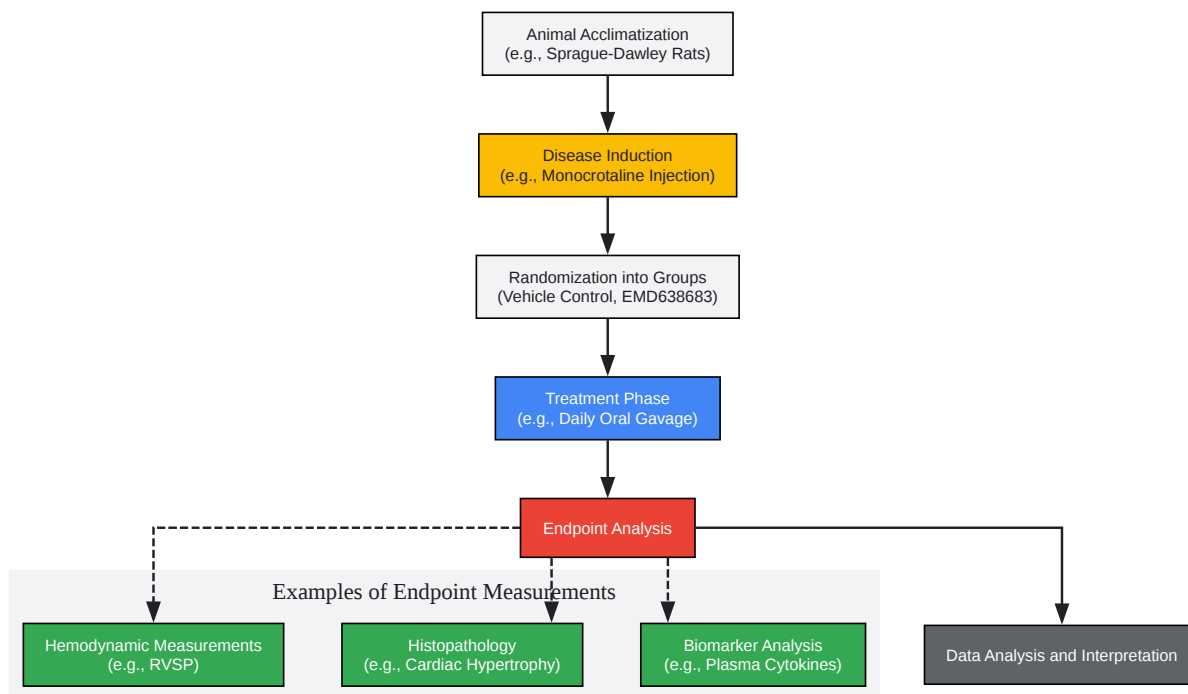 Animal Acclimatization
(e.g., Sprague-Dawley Rats)
Disease Induction
(e.g., Monocrotaline Injection)
Randomization into Groups
(Vehicle Control, EMD638683)
Treatment Phase
(e.g., Daily Oral Gavage)
Endpoint Analysis
Examples of Endpoint Measurements
Hemodynamic Measurements
(e.g., RVSP)
Histopathology
(e.g., Cardiac Hypertrophy)
Biomarker Analysis
(e.g., Plasma Cytokines)
Data Analysis and Interpretation